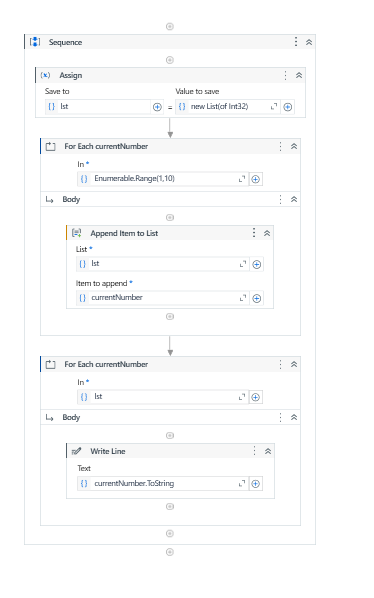 Sequence
Assign
Save to Value to save
lst = new List(of Int32)
For Each currentNumber
In *
Enumerable.Range(1,10)
Body
Append Item to List
List *
lst
Item to append *
currentNumber
For Each currentNumber
In *
lst
Body
Write Line
Text
currentNumber.ToString